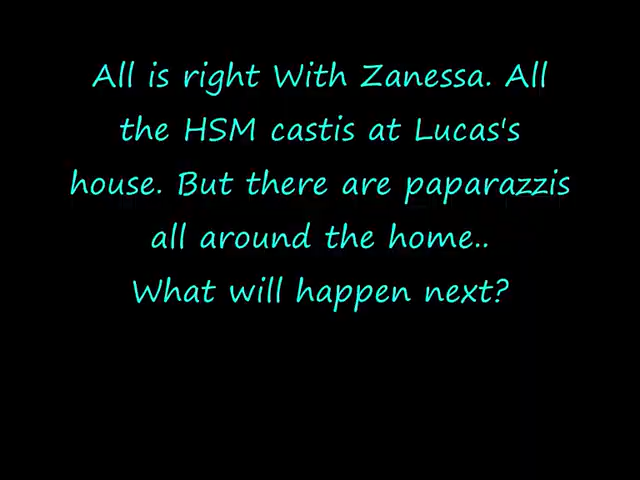 All is right With Zanessa. All
the HSM castis at Lucas's
house. But there are paparazzis
all around the home..
What will happen next?